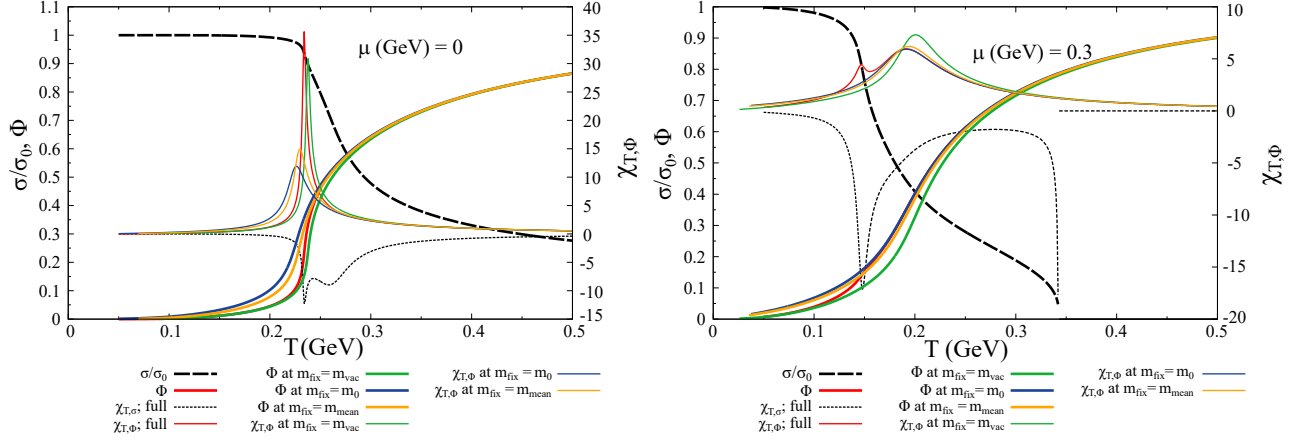 1.1
1
0.9
0.8
0.7
0.6
0.5
0.4
0.3
0.2
0.1
0
σ/σ₀, Φ
μ (GeV) = 0
40
35
30
25
20
15
10
5
0
-5
-10
-15
χT,Φ
0
0.1
0.2
0.3
0.4
0.5
T (GeV)
σ/σ₀
Φ
χT,σ; full
χT,Φ; full
Φ at mfix= mvac
Φ at mfix= m0
Φ at mfix= mmean
χT,Φ at mfix= mvac
χT,Φ at mfix= m0
χT,Φ at mfix= mmean
1
0.9
0.8
0.7
0.6
0.5
0.4
0.3
0.2
0.1
0
σ/σ₀, Φ
μ (GeV) = 0.3
10
5
0
-5
-10
-15
-20
χT,Φ
0
0.1
0.2
0.3
0.4
0.5
T (GeV)
σ/σ₀
Φ
χT,σ; full
χT,Φ; full
Φ at mfix= mvac
Φ at mfix= m0
Φ at mfix= mmean
χT,Φ at mfix= mvac
χT,Φ at mfix= m0
χT,Φ at mfix= mmean